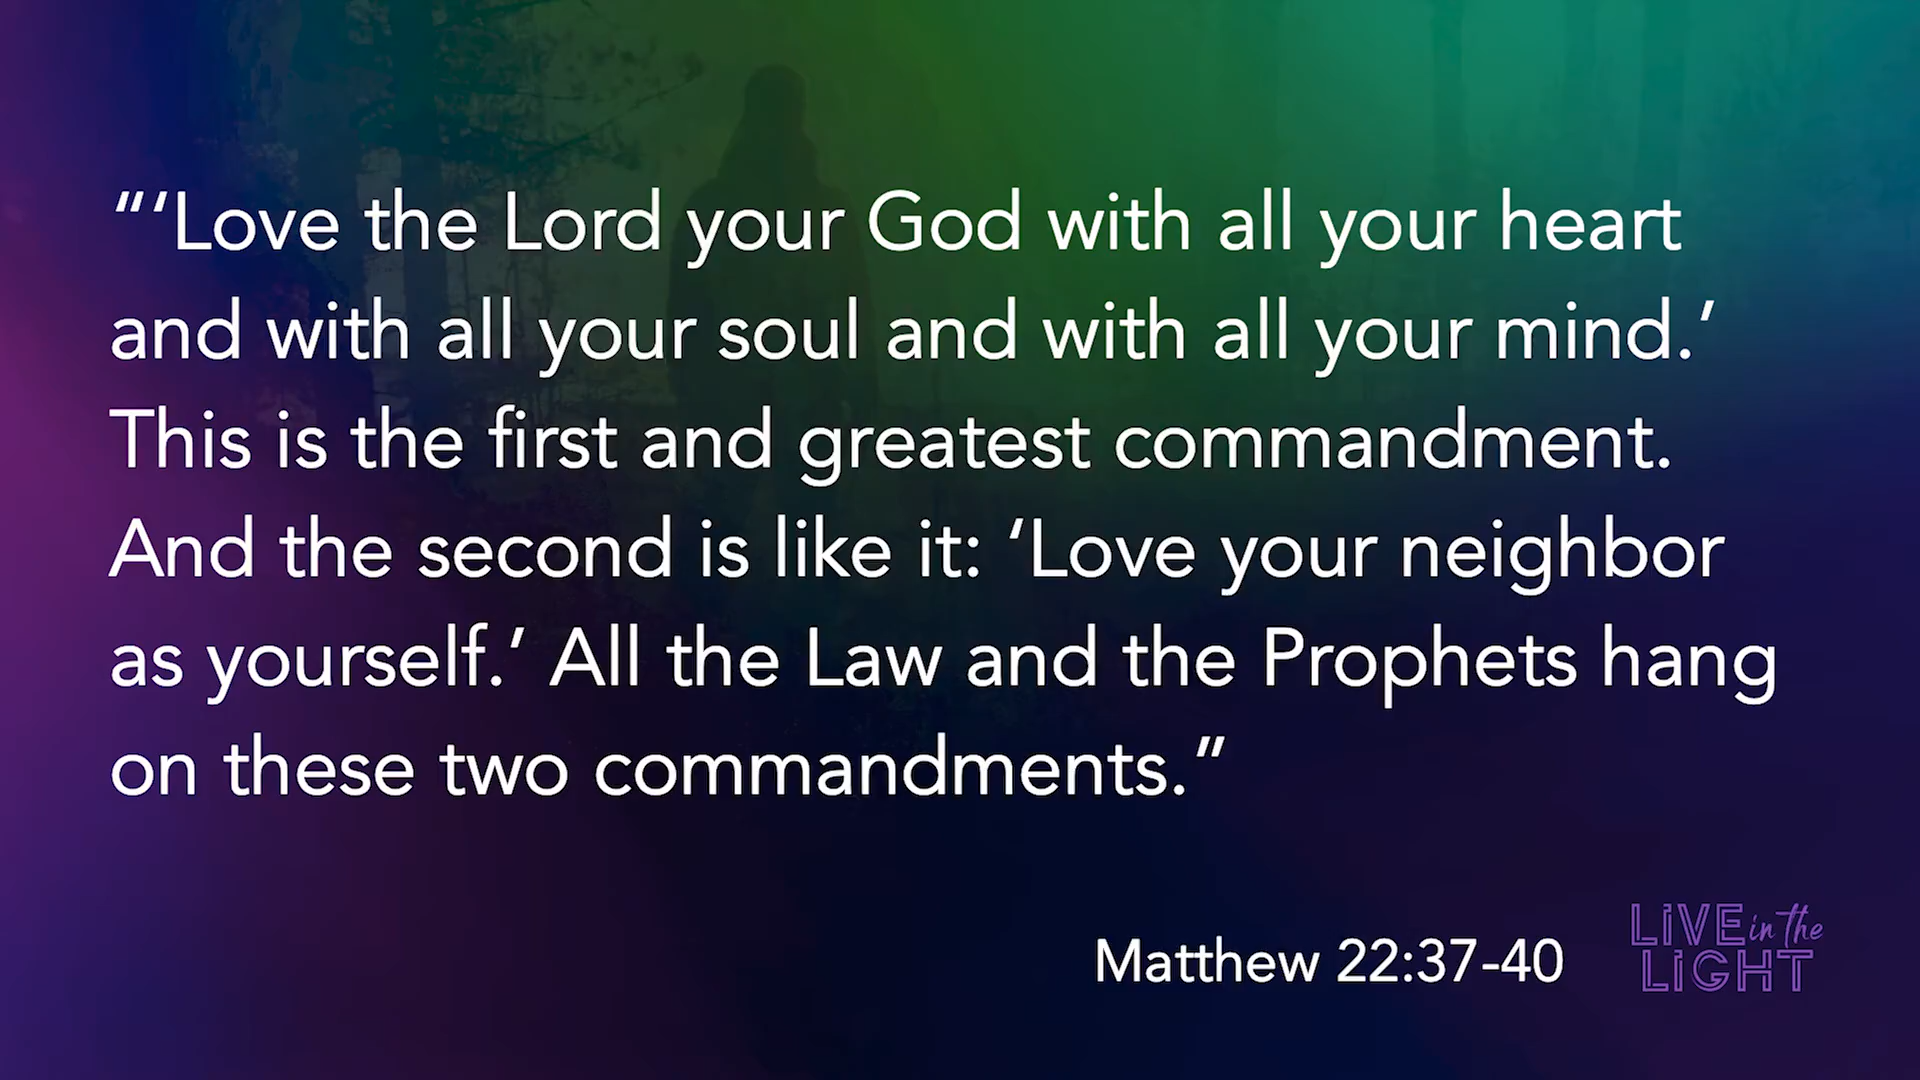 “‘Love the Lord your God with all your heart
and with all your soul and with all your mind.’
This is the first and greatest commandment.
And the second is like it: ‘Love your neighbor
as yourself.’ All the Law and the Prophets hang
on these two commandments.”
Matthew 22:37-40
LiVE in the
LiGHT